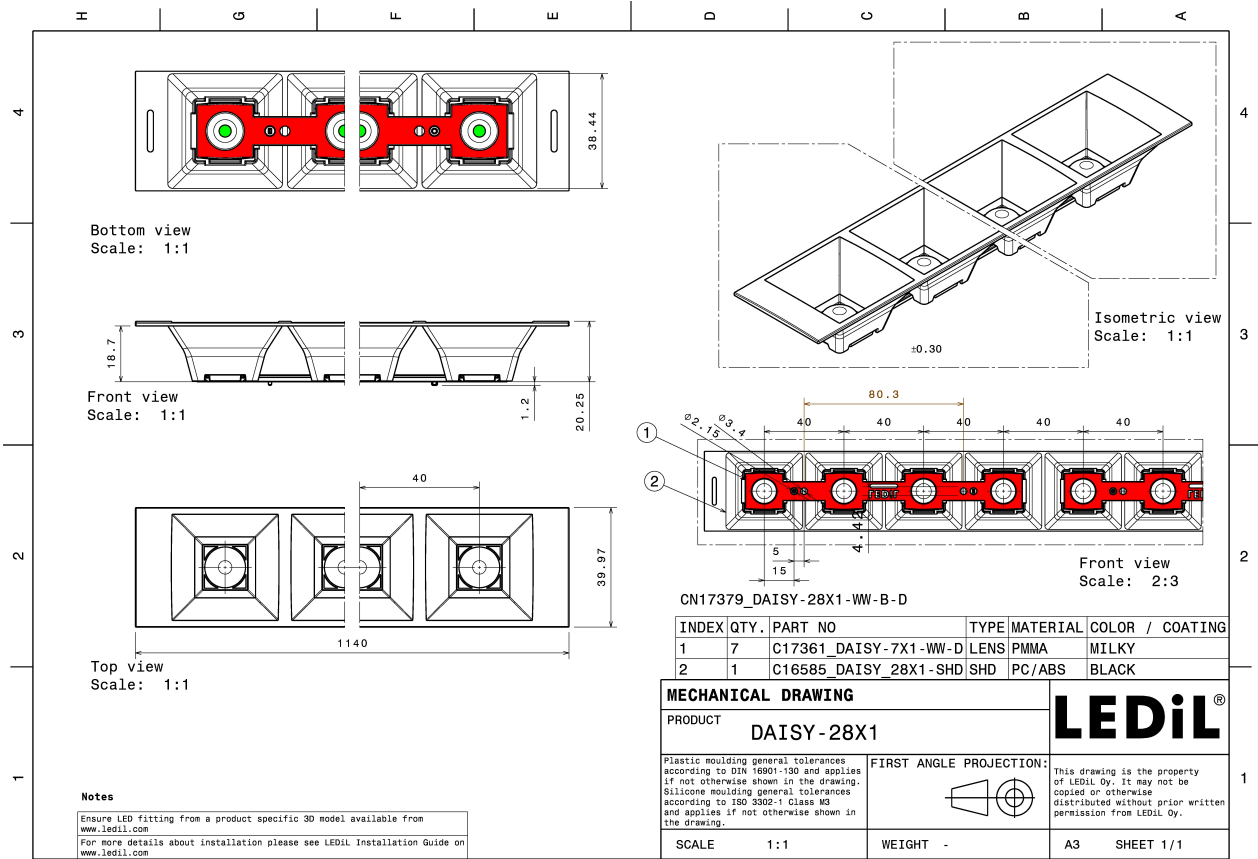 H G F E D C B A
4
4
38.44
Bottom view
Scale: 1:1
Isometric view
Scale: 1:1
±0.30
3
3
18.7
1.2
20.25
Front view
Scale: 1:1
80.3
Ø2.15
Ø3.4
40 40 40 40 40
1
2
LEDiL
LEDi
4.42
5
15
Front view
Scale: 2:3
2
2
40
39.97
1140
Top view
Scale: 1:1
CN17379_DAISY-28X1-WW-B-D
INDEX QTY. PART NO TYPE MATERIAL COLOR / COATING
1 7 C17361_DAISY-7X1-WW-D LENS PMMA MILKY
2 1 C16585_DAISY_28X1-SHD SHD PC/ABS BLACK
MECHANICAL DRAWING
PRODUCT
DAISY-28X1
LEDiL®
Plastic moulding general tolerances
according to DIN 16901-130 and applies
if not otherwise shown in the drawing.
Silicone moulding general tolerances
according to ISO 3302-1 Class M3
and applies if not otherwise shown in
the drawing.
FIRST ANGLE PROJECTION:
This drawing is the property
of LEDiL Oy. It may not be
copied or otherwise
distributed without prior written
permission from LEDiL Oy.
SCALE 1:1
WEIGHT -
A3 SHEET 1/1
1
1
Notes
Ensure LED fitting from a product specific 3D model available from
www.ledil.com
For more details about installation please see LEDiL Installation Guide on
www.ledil.com